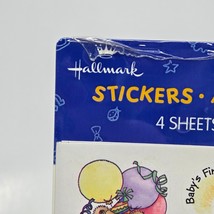 Hallmark
STICKERS ·
4 SHEETS
Baby's Fir